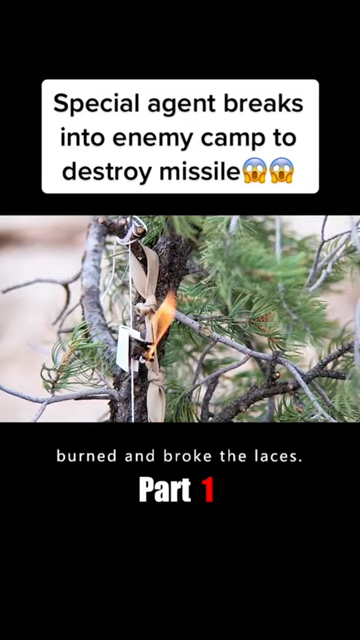 Special agent breaks
into enemy camp to
destroy missile😱😱
burned and broke the laces.
Part 1